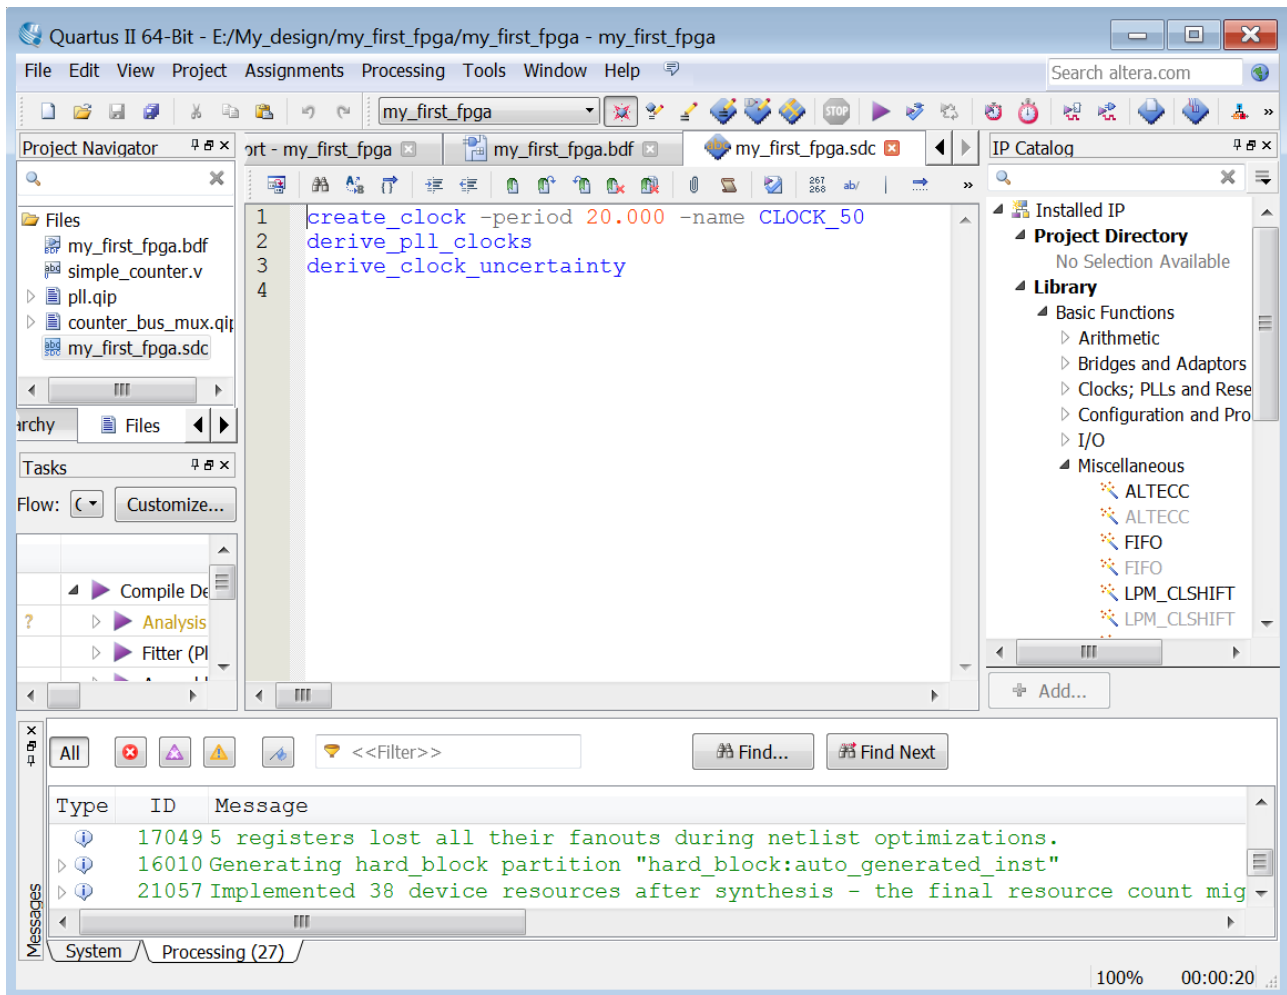 Quartus II 64-Bit - E:/My_design/my_first_fpga/my_first_fpga - my_first_fpga
File Edit View Project Assignments Processing Tools Window Help
Search altera.com
my_first_fpga
STOP
Project Navigator
ort - my_first_fpga
my_first_fpga.bdf
my_first_fpga.sdc
IP Catalog
267
268
ab/
Files
my_first_fpga.bdf
simple_counter.v
pll.qip
counter_bus_mux.qip
my_first_fpga.sdc
archy
Files
Tasks
Flow:
Customize...
Compile De
?
Analysis
Fitter (Pl
1 create_clock -period 20.000 -name CLOCK_50
2 derive_pll_clocks
3 derive_clock_uncertainty
4
Installed IP
Project Directory
No Selection Available
Library
Basic Functions
Arithmetic
Bridges and Adaptors
Clocks; PLLs and Rese
Configuration and Pro
I/O
Miscellaneous
ALTECC
ALTECC
FIFO
FIFO
LPM_CLSHIFT
LPM_CLSHIFT
+ Add...
Messages
All
<<Filter>>
Find...
Find Next
Type ID Message
17049 5 registers lost all their fanouts during netlist optimizations.
16010 Generating hard_block partition "hard_block:auto_generated_inst"
21057 Implemented 38 device resources after synthesis - the final resource count mig
System
Processing (27)
100% 00:00:20